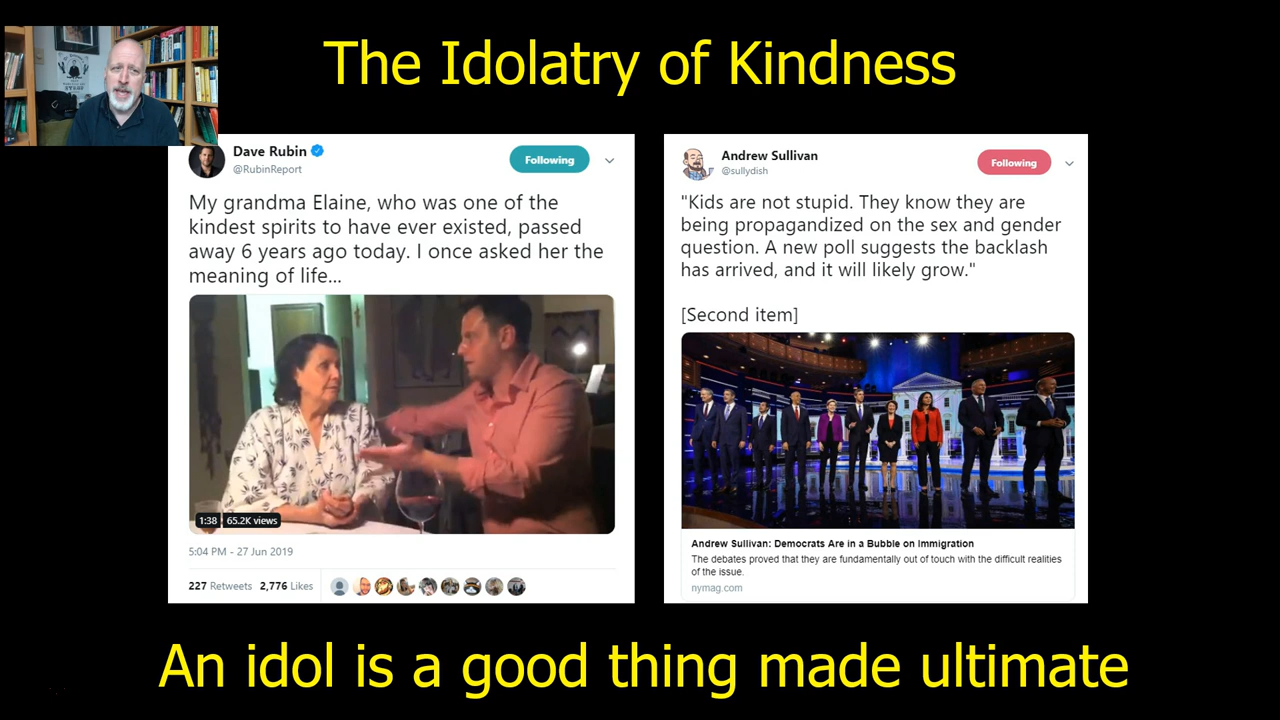 The Idolatry of Kindness
Dave Rubin
@RubinReport
Following
My grandma Elaine, who was one of the
kindest spirits to have ever existed, passed
away 6 years ago today. I once asked her the
meaning of life...
1:38
65.2K views
5:04 PM - 27 Jun 2019
227 Retweets 2,776 Likes
Andrew Sullivan
@sullydish
Following
"Kids are not stupid. They know they are
being propagandized on the sex and gender
question. A new poll suggests the backlash
has arrived, and it will likely grow."
[Second item]
Andrew Sullivan: Democrats Are in a Bubble on Immigration
The debates proved that they are fundamentally out of touch with the difficult realities
of the issue.
nymag.com
An idol is a good thing made ultimate